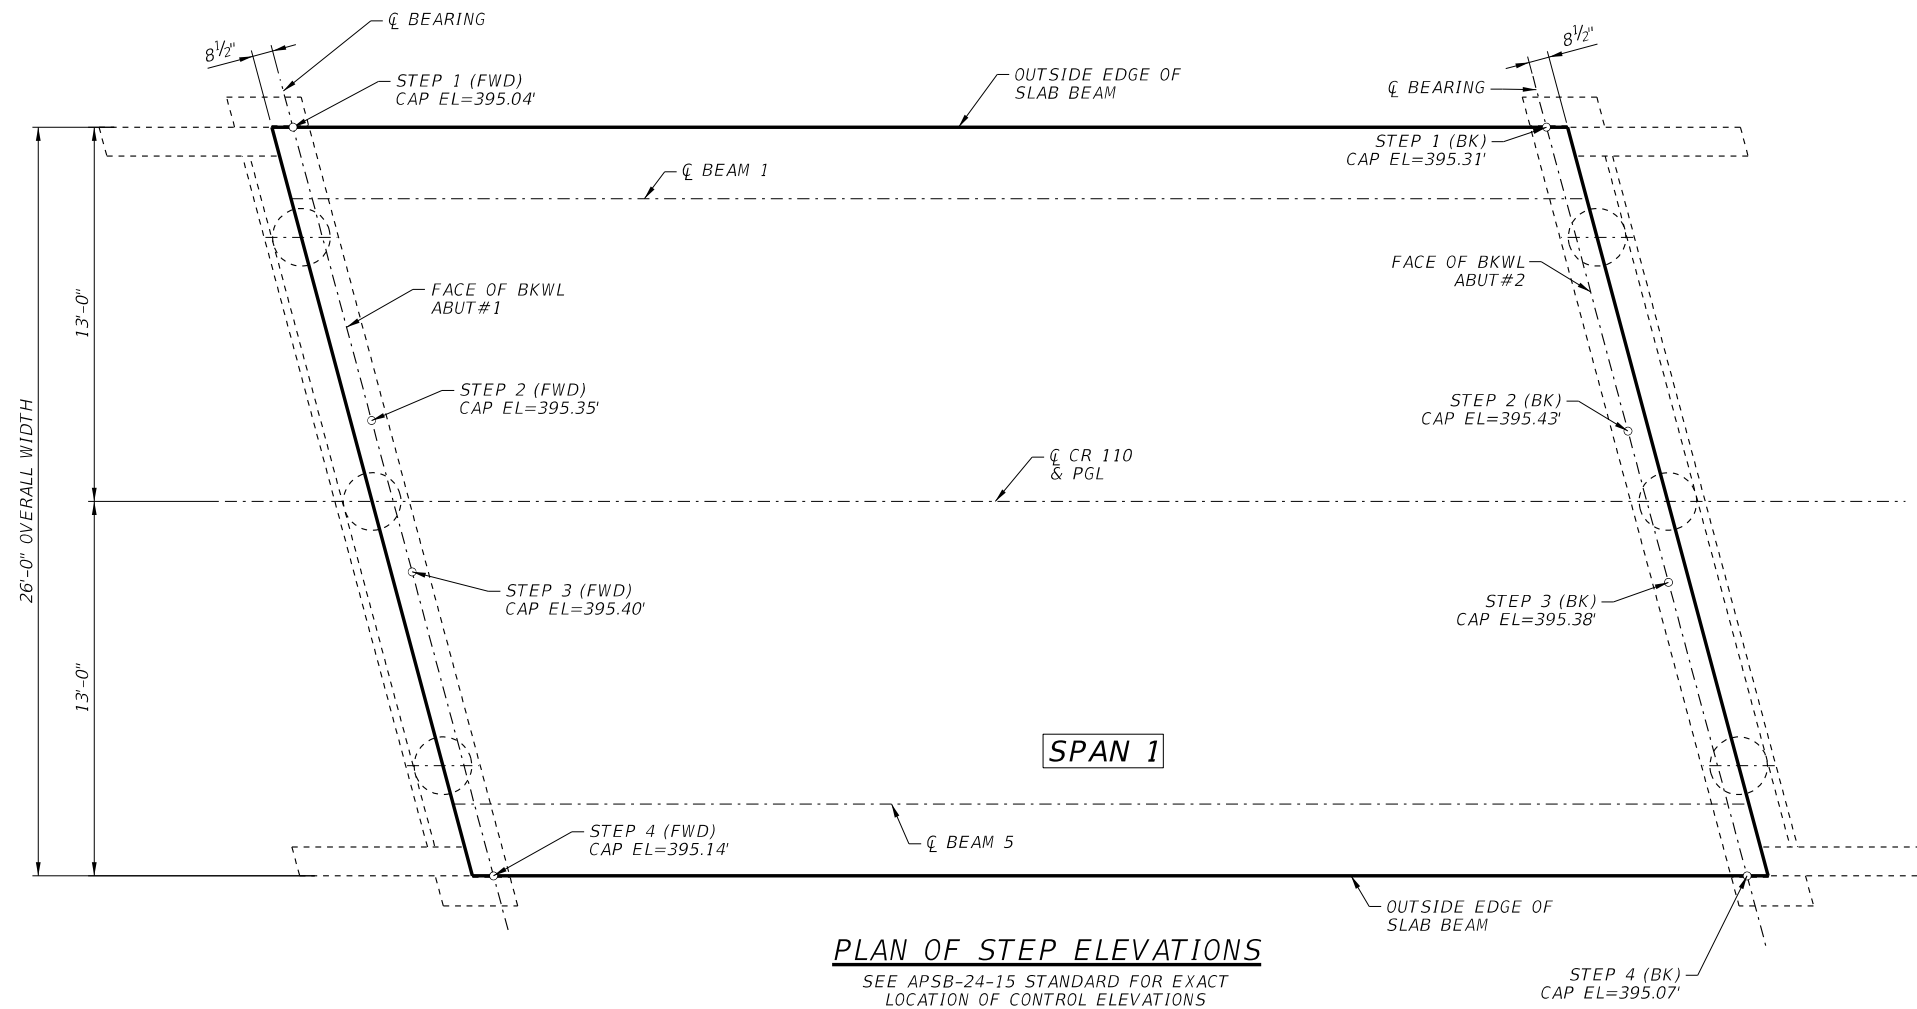 ℄ BEARING
8½"
STEP 1 (FWD)
CAP EL=395.04'
OUTSIDE EDGE OF
SLAB BEAM
8½"
℄ BEARING
STEP 1 (BK)
CAP EL=395.31'
℄ BEAM 1
FACE OF BKWL
ABUT#1
FACE OF BKWL
ABUT#2
13'-0"
STEP 2 (FWD)
CAP EL=395.35'
STEP 2 (BK)
CAP EL=395.43'
26'-0" OVERALL WIDTH
℄ CR 110
& PGL
STEP 3 (FWD)
CAP EL=395.40'
STEP 3 (BK)
CAP EL=395.38'
13'-0"
SPAN 1
STEP 4 (FWD)
CAP EL=395.14'
℄ BEAM 5
OUTSIDE EDGE OF
SLAB BEAM
STEP 4 (BK)
CAP EL=395.07'
PLAN OF STEP ELEVATIONS
SEE APSB-24-15 STANDARD FOR EXACT
LOCATION OF CONTROL ELEVATIONS